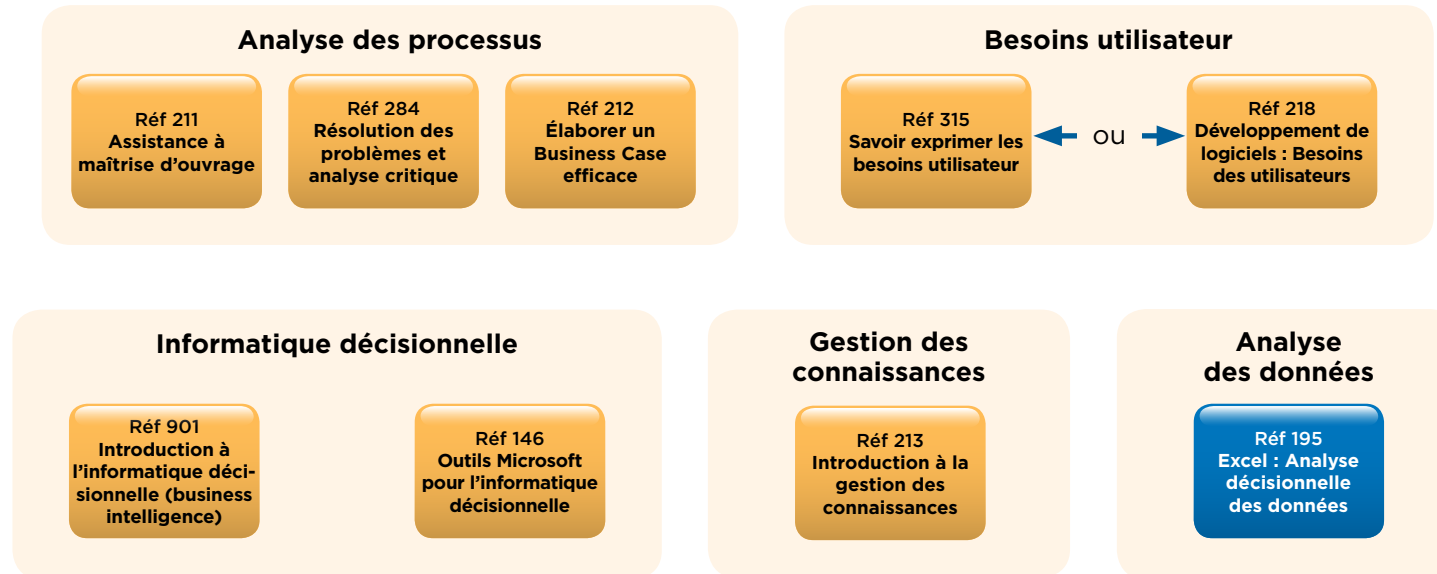 Analyse des processus
Réf 211
Assistance à
maîtrise d’ouvrage
Réf 284
Résolution des
problèmes et
analyse critique
Réf 212
Élaborer un
Business Case
efficace
Besoins utilisateur
Réf 315
Savoir exprimer les
besoins utilisateur
ou
Réf 218
Développement de
logiciels : Besoins
des utilisateurs
Informatique décisionnelle
Réf 901
Introduction à
l’informatique déci-
sionnelle (business
intelligence)
Réf 146
Outils Microsoft
pour l’informatique
décisionnelle
Gestion des
connaissances
Réf 213
Introduction à la
gestion des
connaissances
Analyse
des données
Réf 195
Excel : Analyse
décisionnelle
des données